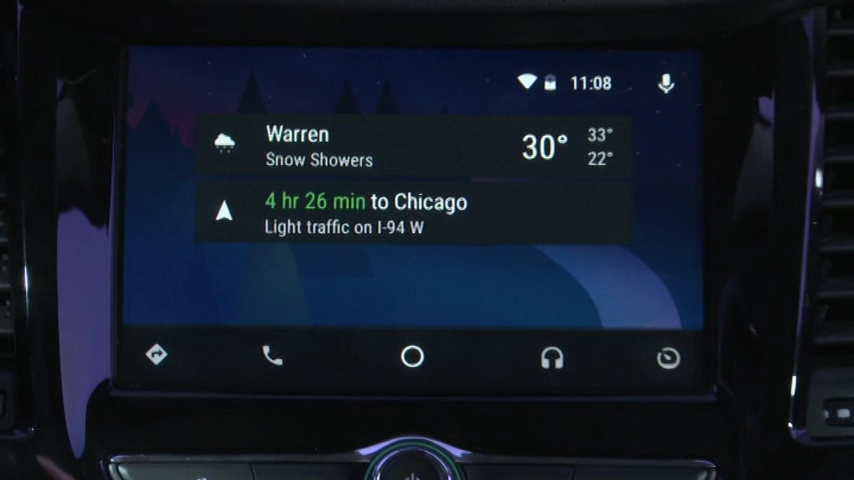 11:08
Warren
Snow Showers
30°
33°
22°
4 hr 26 min to Chicago
Light traffic on I-94 W